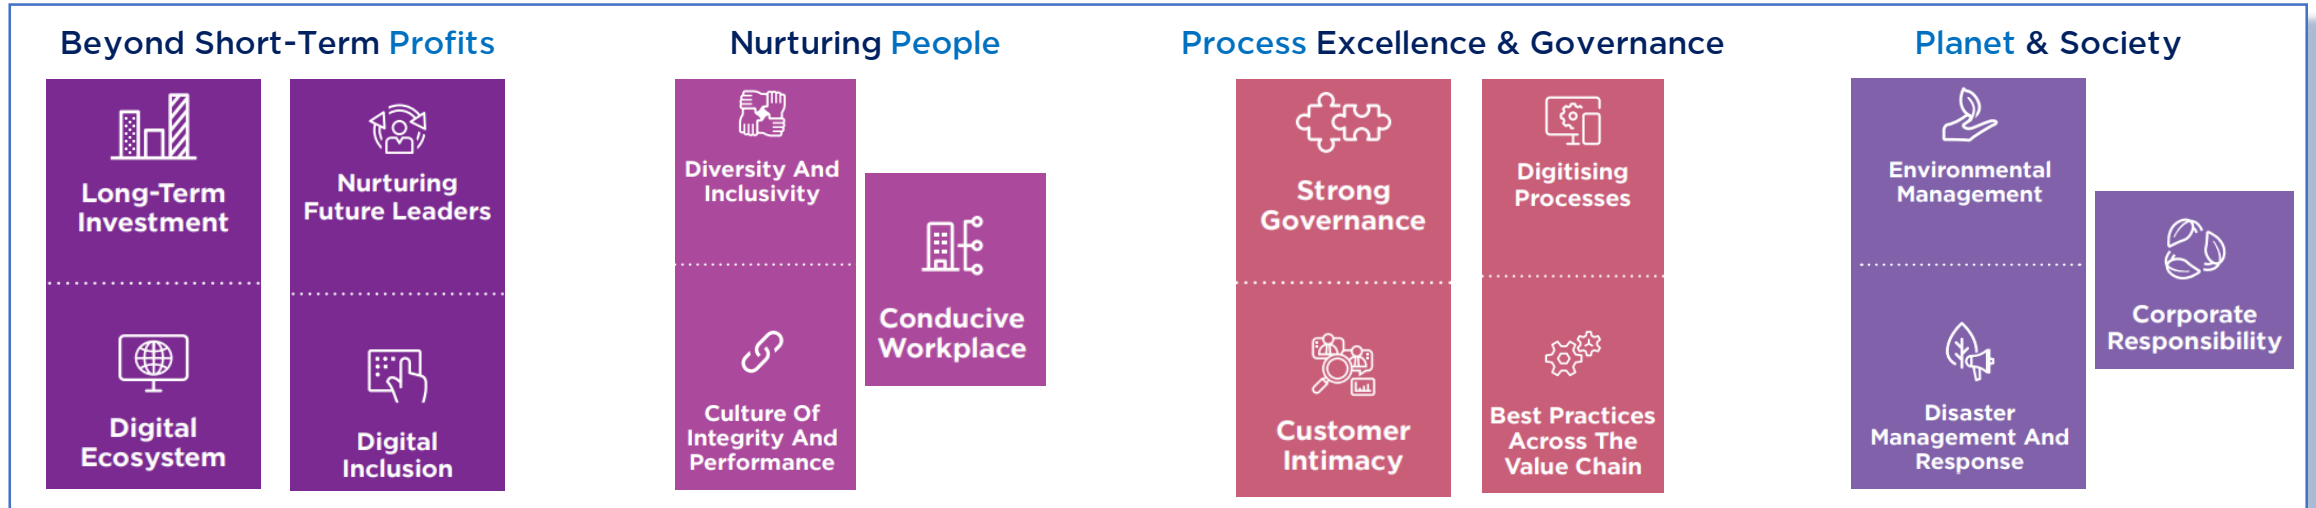 Beyond Short-Term Profits
Long-Term
Investment
Digital
Ecosystem
Nurturing
Future Leaders
Digital
Inclusion
Nurturing People
Diversity And
Inclusivity
Culture Of
Integrity And
Performance
Conducive
Workplace
Process Excellence & Governance
Strong
Governance
Customer
Intimacy
Digitising
Processes
Best Practices
Across The
Value Chain
Planet & Society
Environmental
Management
Disaster
Management And
Response
Corporate
Responsibility